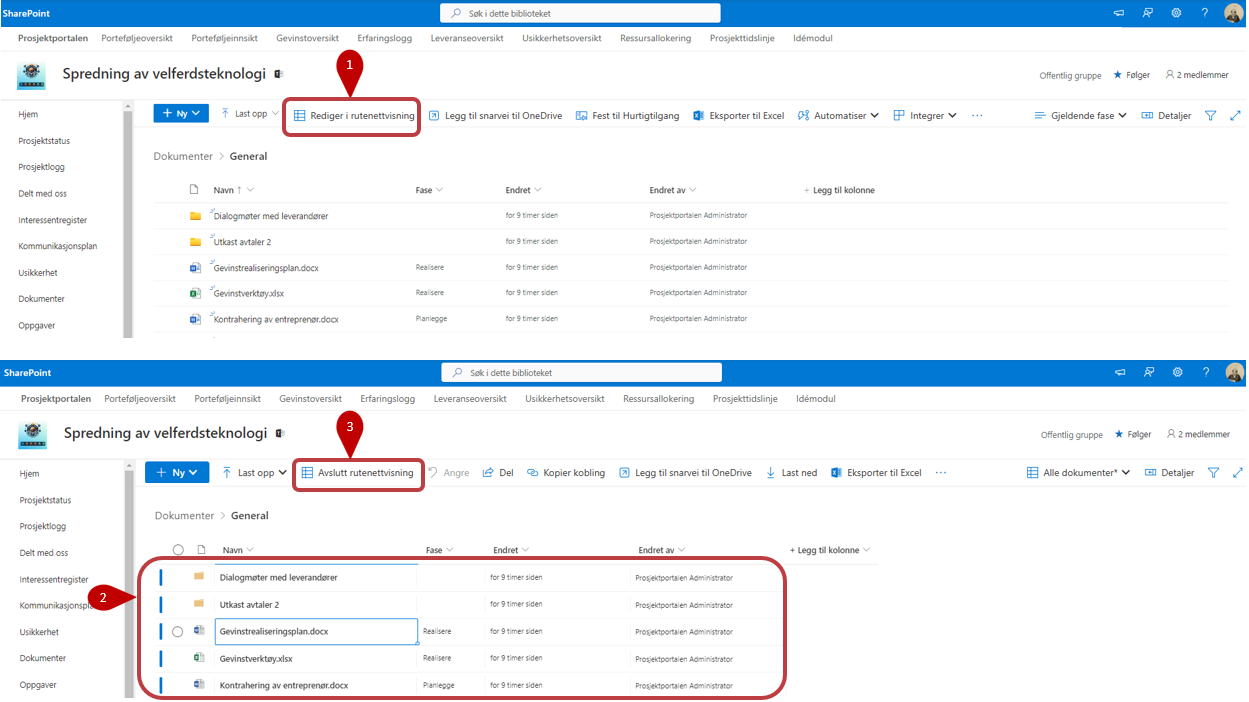 SharePoint
Søk i dette biblioteket
?
Prosjektportalen Porteføljeoversikt Porteføljeinnsikt Gevinstoversikt Erfaringslogg Leveranseoversikt Usikkerhetsoversikt Ressursallokering Prosjekttidslinje Idémodul
1
Spredning av velferdsteknologi
Offentlig gruppe Følger 2 medlemmer
Hjem
Prosjektstatus
Prosjektlogg
Delt med oss
Interessentregister
Kommunikasjonsplan
Usikkerhet
Dokumenter
Oppgaver
+ Ny Last opp Rediger i rutenettvisning Legg til snarvei til OneDrive Fest til Hurtigtilgang Eksporter til Excel Automatiser Integrer ... Gjeldende fase Detaljer
Dokumenter > General
Navn ↑ Fase Endret Endret av + Legg til kolonne
Dialogmøter med leverandører for 9 timer siden Prosjektportalen Administrator
Utkast avtaler 2 for 9 timer siden Prosjektportalen Administrator
Gevinstrealiseringsplan.docx Realisere for 9 timer siden Prosjektportalen Administrator
Gevinstverktøy.xlsx Realisere for 9 timer siden Prosjektportalen Administrator
Kontrahering av entreprenør.docx Planlegge for 9 timer siden Prosjektportalen Administrator
SharePoint
Søk i dette biblioteket
?
Prosjektportalen Porteføljeoversikt Porteføljeinnsikt Gevinstoversikt Erfaringslogg Leveranseoversikt Usikkerhetsoversikt Ressursallokering Prosjekttidslinje Idémodul
3
Spredning av velferdsteknologi
Offentlig gruppe Følger 2 medlemmer
Hjem
Prosjektstatus
Prosjektlogg
Delt med oss
Interessentregister
Kommunikasjonspla
Usikkerhet
Dokumenter
Oppgaver
2
+ Ny Last opp Avslutt rutenettvisning Angre Del Kopier kobling Legg til snarvei til OneDrive Last ned Eksporter til Excel ... Alle dokumenter* Detaljer
Dokumenter > General
Navn Fase Endret Endret av + Legg til kolonne
Dialogmøter med leverandører for 9 timer siden Prosjektportalen Administrator
Utkast avtaler 2 for 9 timer siden Prosjektportalen Administrator
Gevinstrealiseringsplan.docx Realisere for 9 timer siden Prosjektportalen Administrator
Gevinstverktøy.xlsx Realisere for 9 timer siden Prosjektportalen Administrator
Kontrahering av entreprenør.docx Planlegge for 9 timer siden Prosjektportalen Administrator